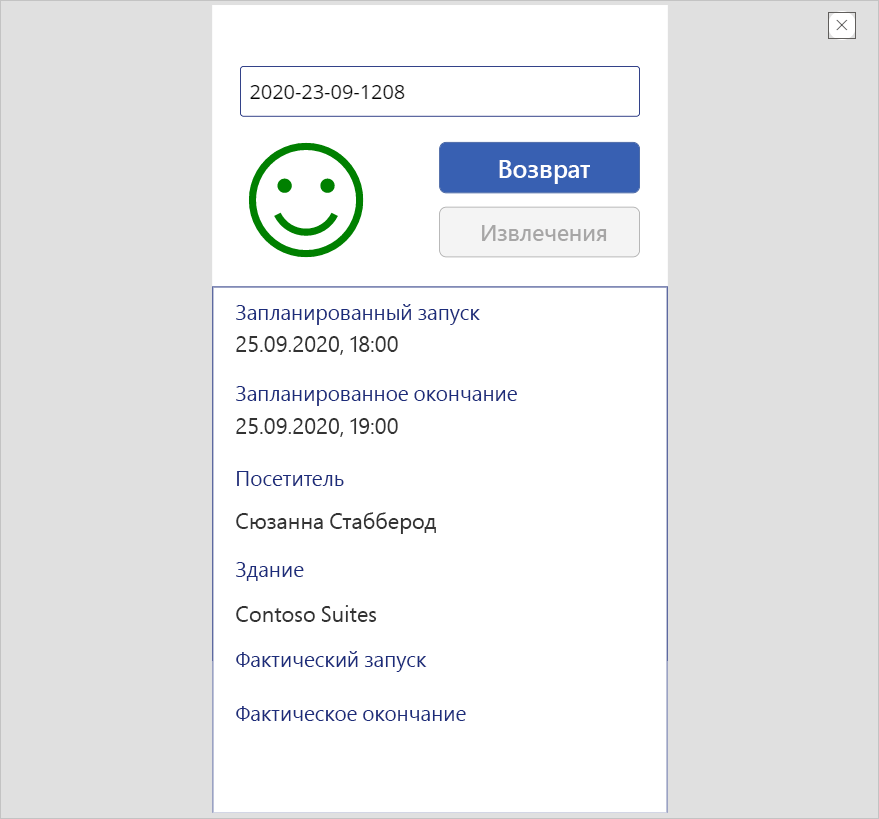 2020-23-09-1208
Возврат
Извлечения
Запланированный запуск
25.09.2020, 18:00
Запланированное окончание
25.09.2020, 19:00
Посетитель
Сюзанна Стабберод
Здание
Contoso Suites
Фактический запуск
Фактическое окончание